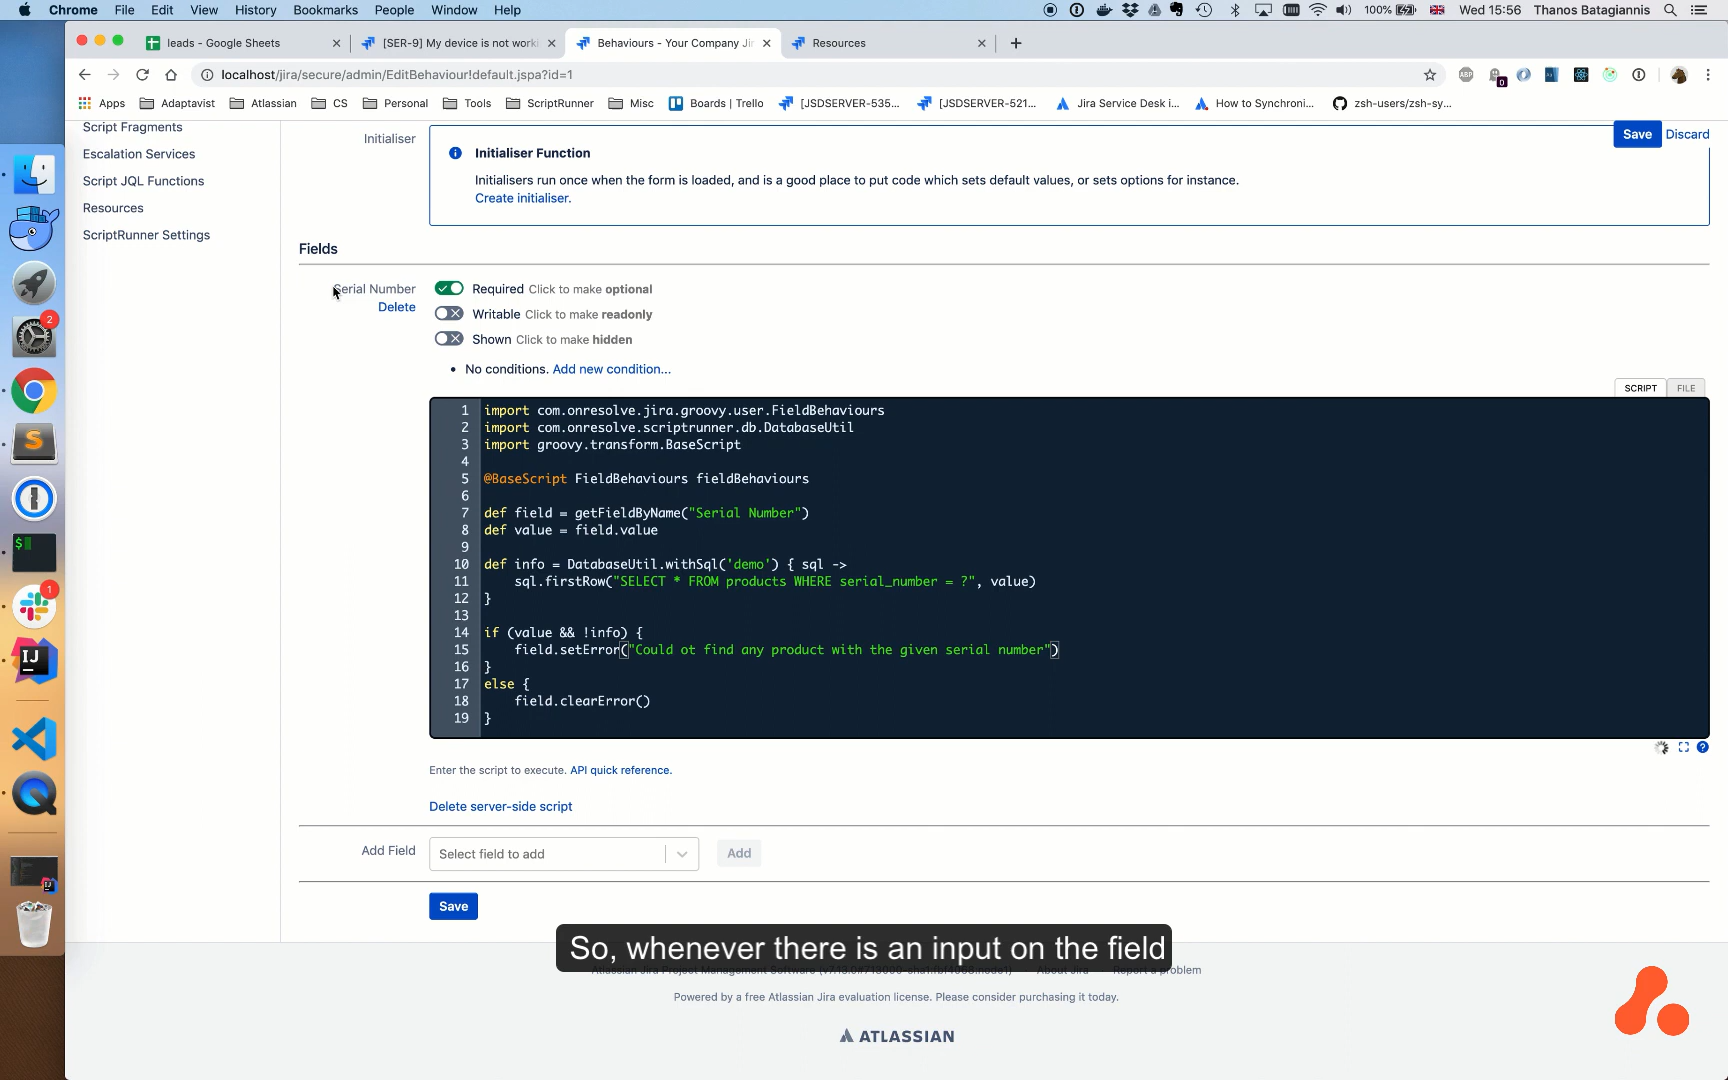 Chrome File Edit View History Bookmarks People Window Help 100% Wed 15:56 Thanos Batagiannis
leads - Google Sheets [SER-9] My device is not worki Behaviours - Your Company Jir Resources
localhost/jira/secure/admin/EditBehaviour!default.jspa?id=1
Apps Adaptavist Atlassian CS Personal Tools ScriptRunner Misc Boards | Trello [JSDSERVER-535... [JSDSERVER-521... Jira Service Desk i... How to Synchroni... zsh-users/zsh-sy...
Script Fragments
Escalation Services
Script JQL Functions
Resources
ScriptRunner Settings
Save Discard
Initialiser
Initialiser Function
Initialisers run once when the form is loaded, and is a good place to put code which sets default values, or sets options for instance.
Create initialiser.
Fields
Serial Number
Delete
Required Click to make optional
Writable Click to make readonly
Shown Click to make hidden
No conditions. Add new condition...
SCRIPT FILE
1 import com.onresolve.jira.groovy.user.FieldBehaviours
2 import com.onresolve.scriptrunner.db.DatabaseUtil
3 import groovy.transform.BaseScript
4
5 @BaseScript FieldBehaviours fieldBehaviours
6
7 def field = getFieldByName("Serial Number")
8 def value = field.value
9
10 def info = DatabaseUtil.withSql('demo') { sql ->
11 sql.firstRow("SELECT * FROM products WHERE serial_number = ?", value)
12 }
13
14 if (value && !info) {
15 field.setError("Could ot find any product with the given serial number")
16 }
17 else {
18 field.clearError()
19 }
Enter the script to execute. API quick reference.
Delete server-side script
Add Field Select field to add Add
Save
So, whenever there is an input on the field
Report a problem
Powered by a free Atlassian Jira evaluation license. Please consider purchasing it today.
ATLASSIAN
2
1
0
ABP